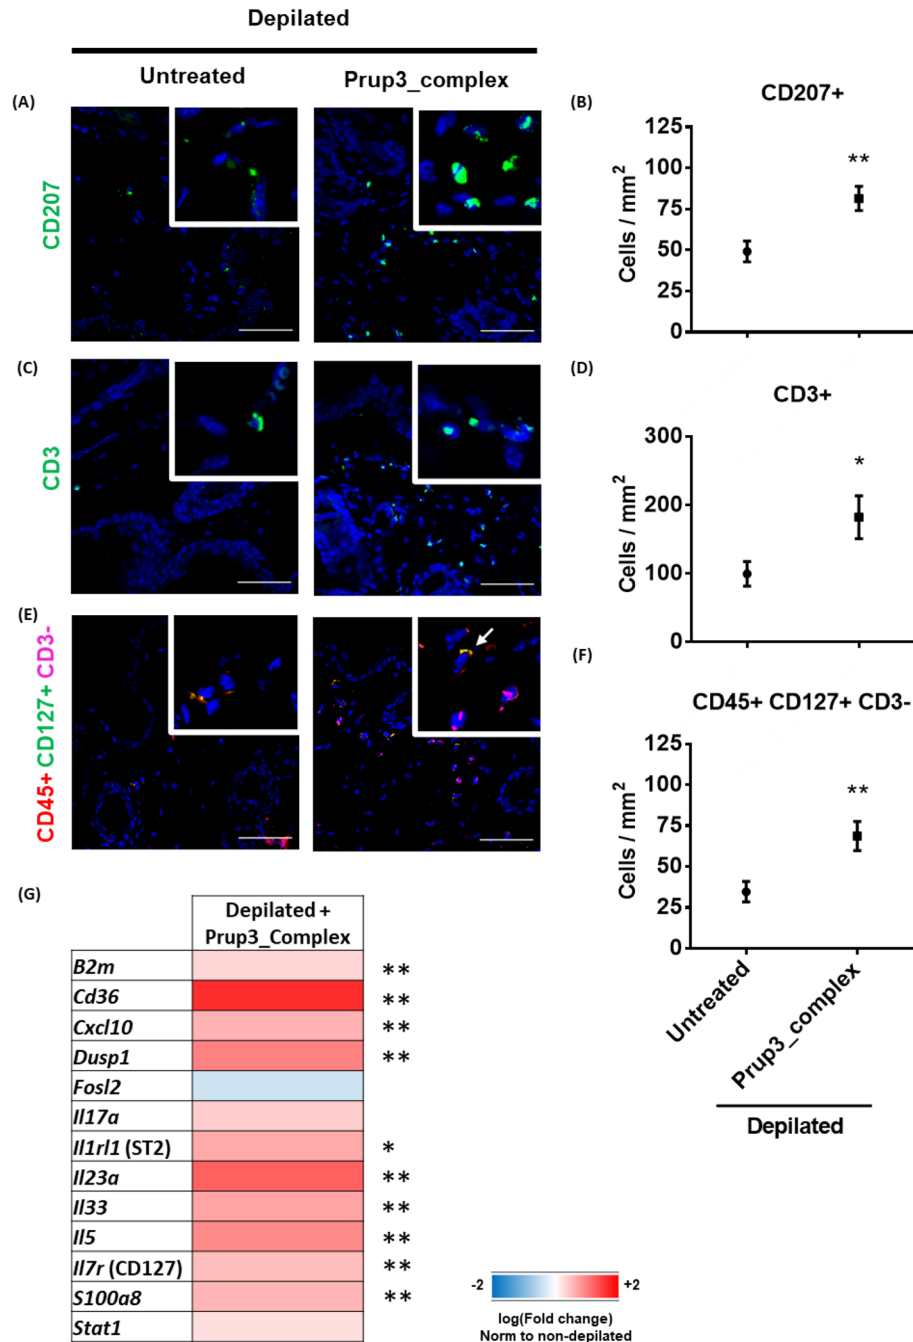 Depilated
Untreated
Prup3_complex
(A)
CD207
(B)
CD207+
125
100
75
50
25
0
Cells / mm2
**
(C)
CD3
(D)
CD3+
300
200
100
0
Cells / mm2
*
(E)
CD45+ CD127+ CD3-
(F)
CD45+ CD127+ CD3-
125
100
75
50
25
0
Cells / mm2
**
Untreated
Prup3_complex
Depilated
(G)
Depilated +
Prup3_Complex
B2m **
Cd36 **
Cxcl10 **
Dusp1 **
Fosl2
Il17a
Il1rl1 (ST2) *
Il23a **
Il33 **
Il5 **
Il7r (CD127) **
S100a8 **
Stat1
-2 +2
log(Fold change)
Norm to non-depilated